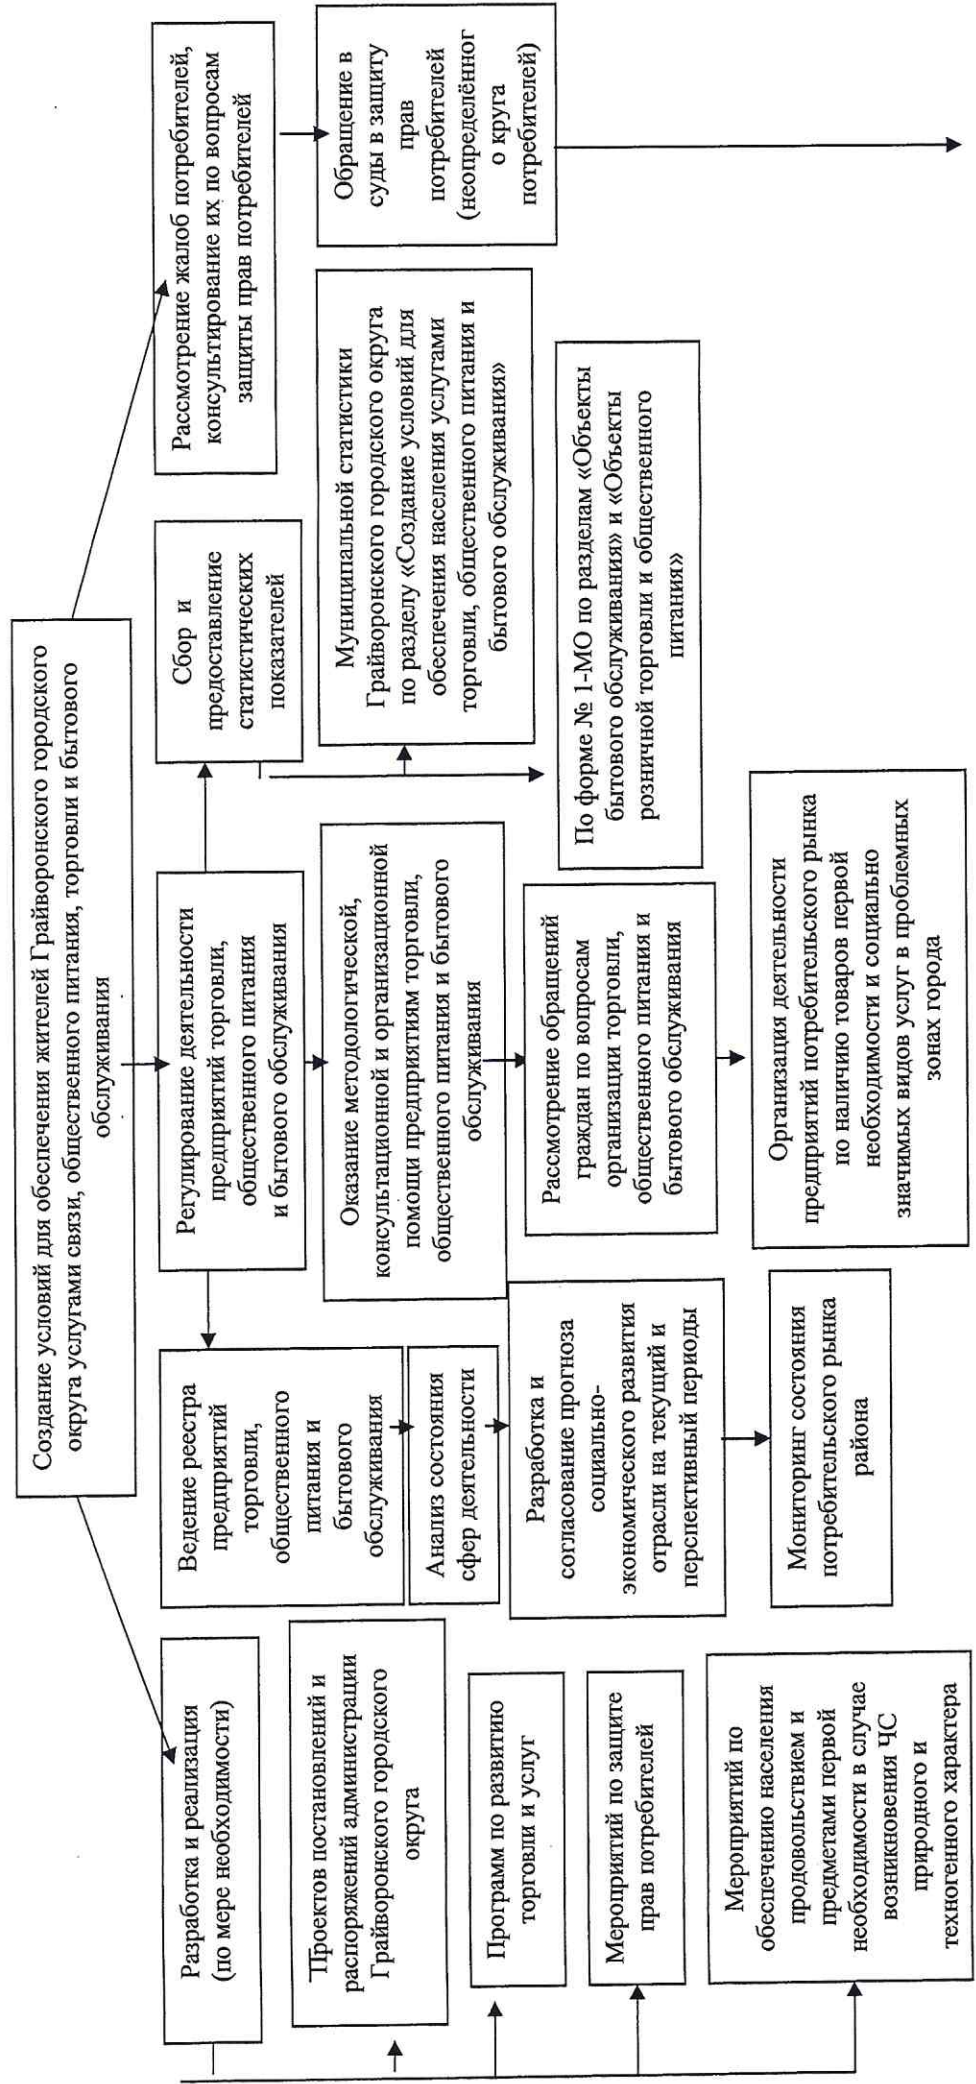 Создание условий для обеспечения жителей Грайворонского городского
округа услугами связи, общественного питания, торговли и бытового
обслуживания
Разработка и реализация
(по мере необходимости)
Проектов постановлений и
распоряжений администрации
Грайворонского городского
округа
Программ по развитию
торговли и услуг
Мероприятий по защите
прав потребителей
Мероприятий по
обеспечению населения
продовольствием и
предметами первой
необходимости в случае
возникновения ЧС
природного и
техногенного характера
Ведение реестра
предприятий
торговли,
общественного
питания и
бытового
обслуживания
Анализ состояния
сфер деятельности
Разработка и
согласование прогноза
социально-
экономического развития
отрасли на текущий и
перспективный периоды
Мониторинг состояния
потребительского рынка
района
Регулирование деятельности
предприятий торговли,
общественного питания
и бытового обслуживания
Оказание методологической,
консультационной и организационной
помощи предприятиям торговли,
общественного питания и бытового
обслуживания
Рассмотрение обращений
граждан по вопросам
организации торговли,
общественного питания и
бытового обслуживания
Организация деятельности
предприятий потребительского рынка
по наличию товаров первой
необходимости и социально
значимых видов услуг в проблемных
зонах города
Сбор и
предоставление
статистических
показателей
Муниципальной статистики
Грайворонского городского округа
по разделу «Создание условий для
обеспечения населения услугами
торговли, общественного питания и
бытового обслуживания»
По форме № 1-МО по разделам «Объекты
бытового обслуживания» и «Объекты
розничной торговли и общественного
питания»
Рассмотрение жалоб потребителей,
консультирование их по вопросам
защиты прав потребителей
Обращение в
суды в защиту
прав
потребителей
(неопределённог
о круга
потребителей)